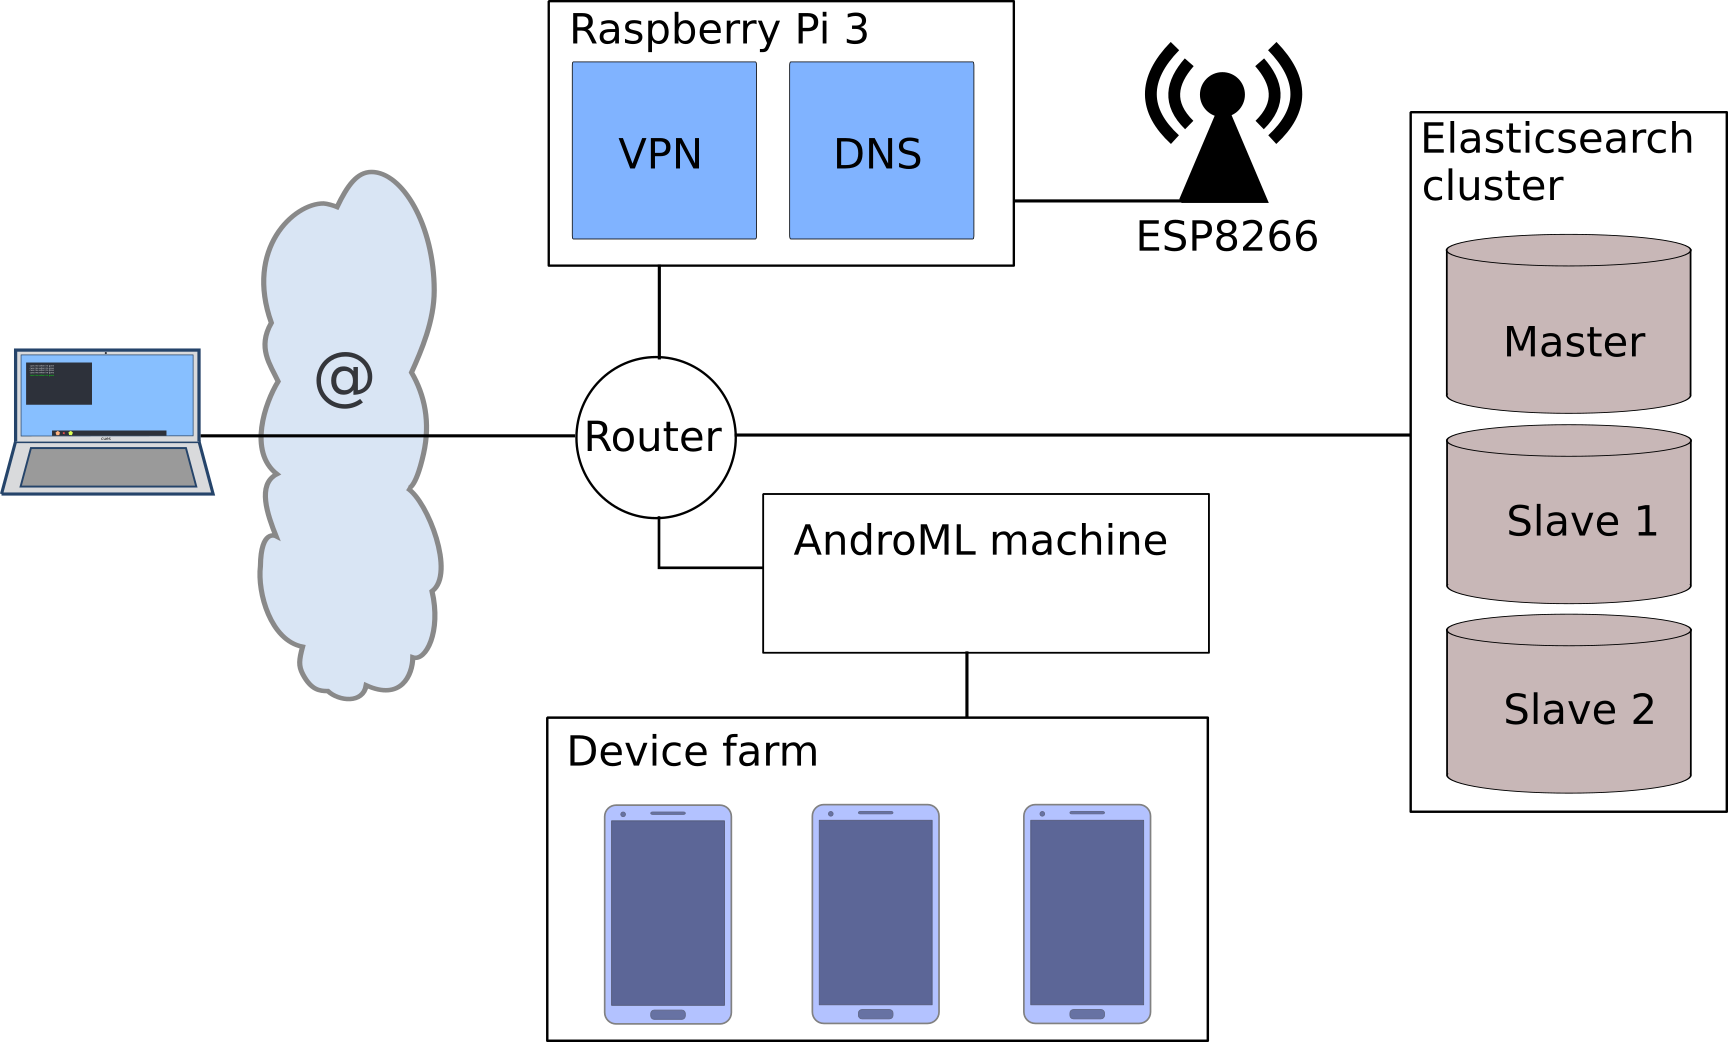 Raspberry Pi 3
VPN
DNS
ESP8266
Elasticsearch
cluster
Master
Slave 1
Slave 2
@
Router
AndroML machine
Device farm